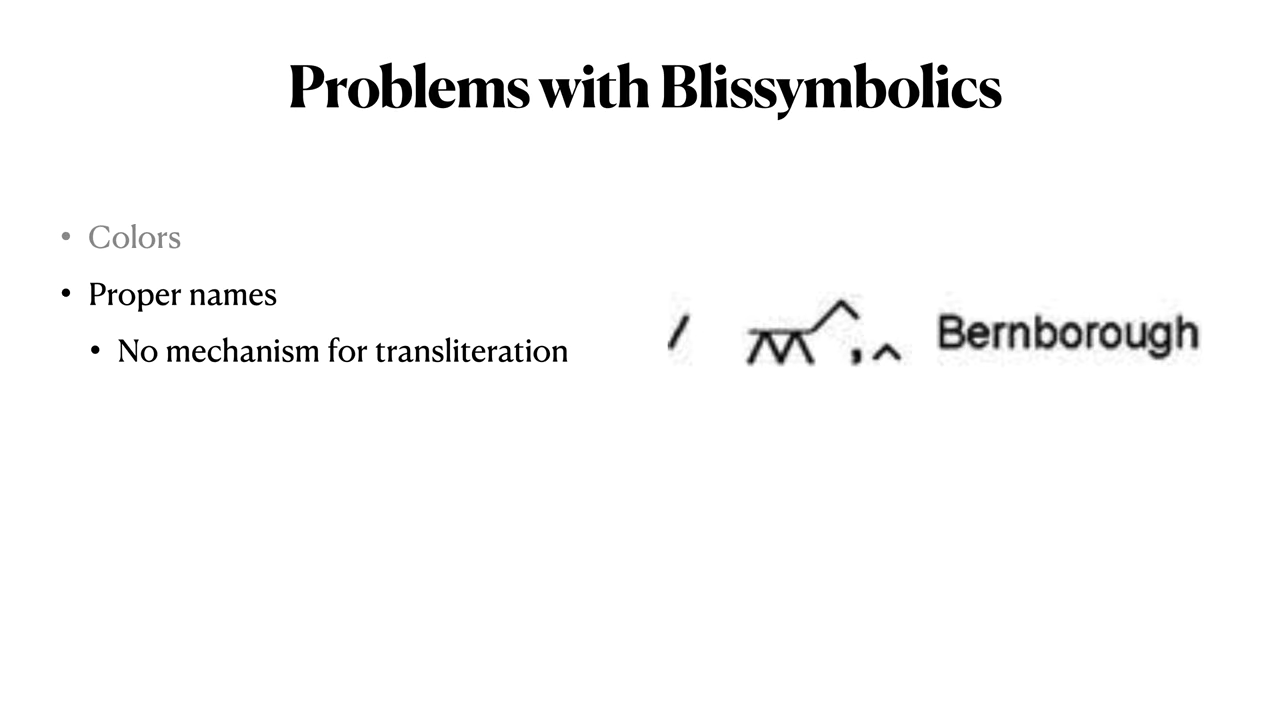 Problems with Blissymbolics
• Colors
• Proper names
• No mechanism for transliteration
Bernborough